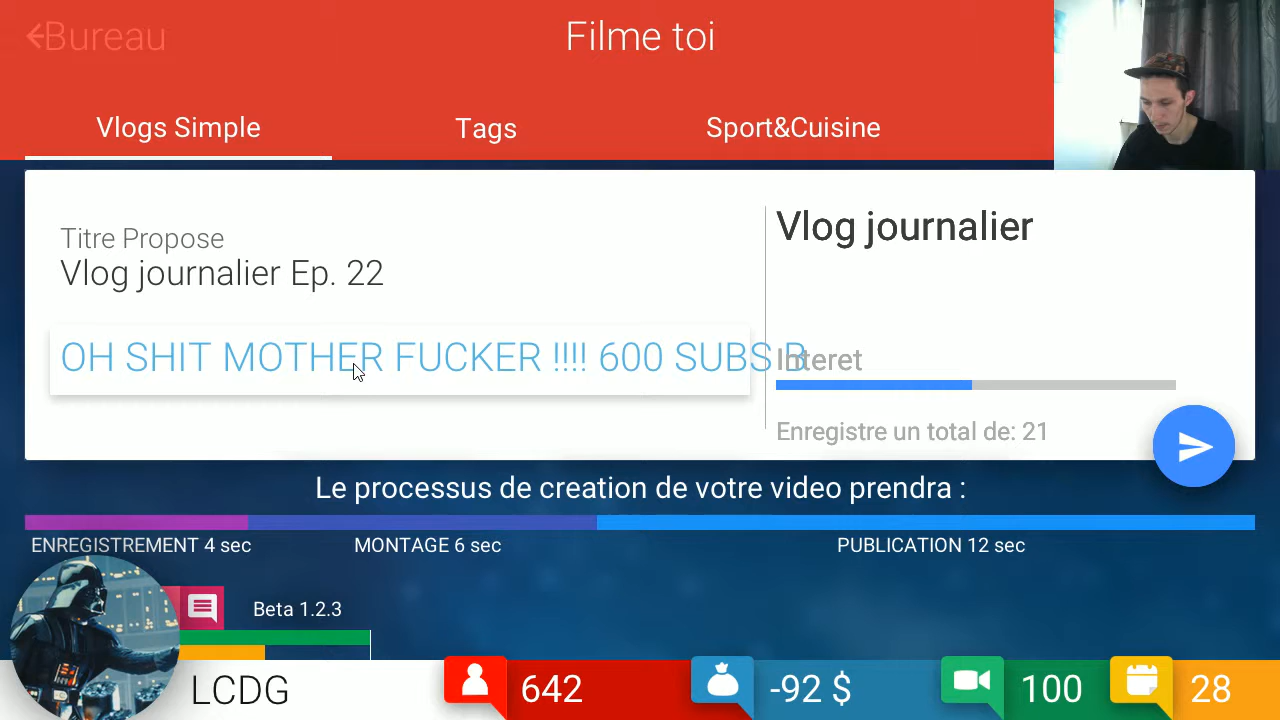 Bureau
Filme toi
Vlogs Simple
Tags
Sport&Cuisine
Titre Propose
Vlog journalier Ep. 22
OH SHIT MOTHER FUCKER !!!! 600 SUBS B
Vlog journalier
Interet
Enregistre un total de: 21
Le processus de creation de votre video prendra :
ENREGISTREMENT 4 sec
MONTAGE 6 sec
PUBLICATION 12 sec
Beta 1.2.3
LCDG
642
-92 $
100
28